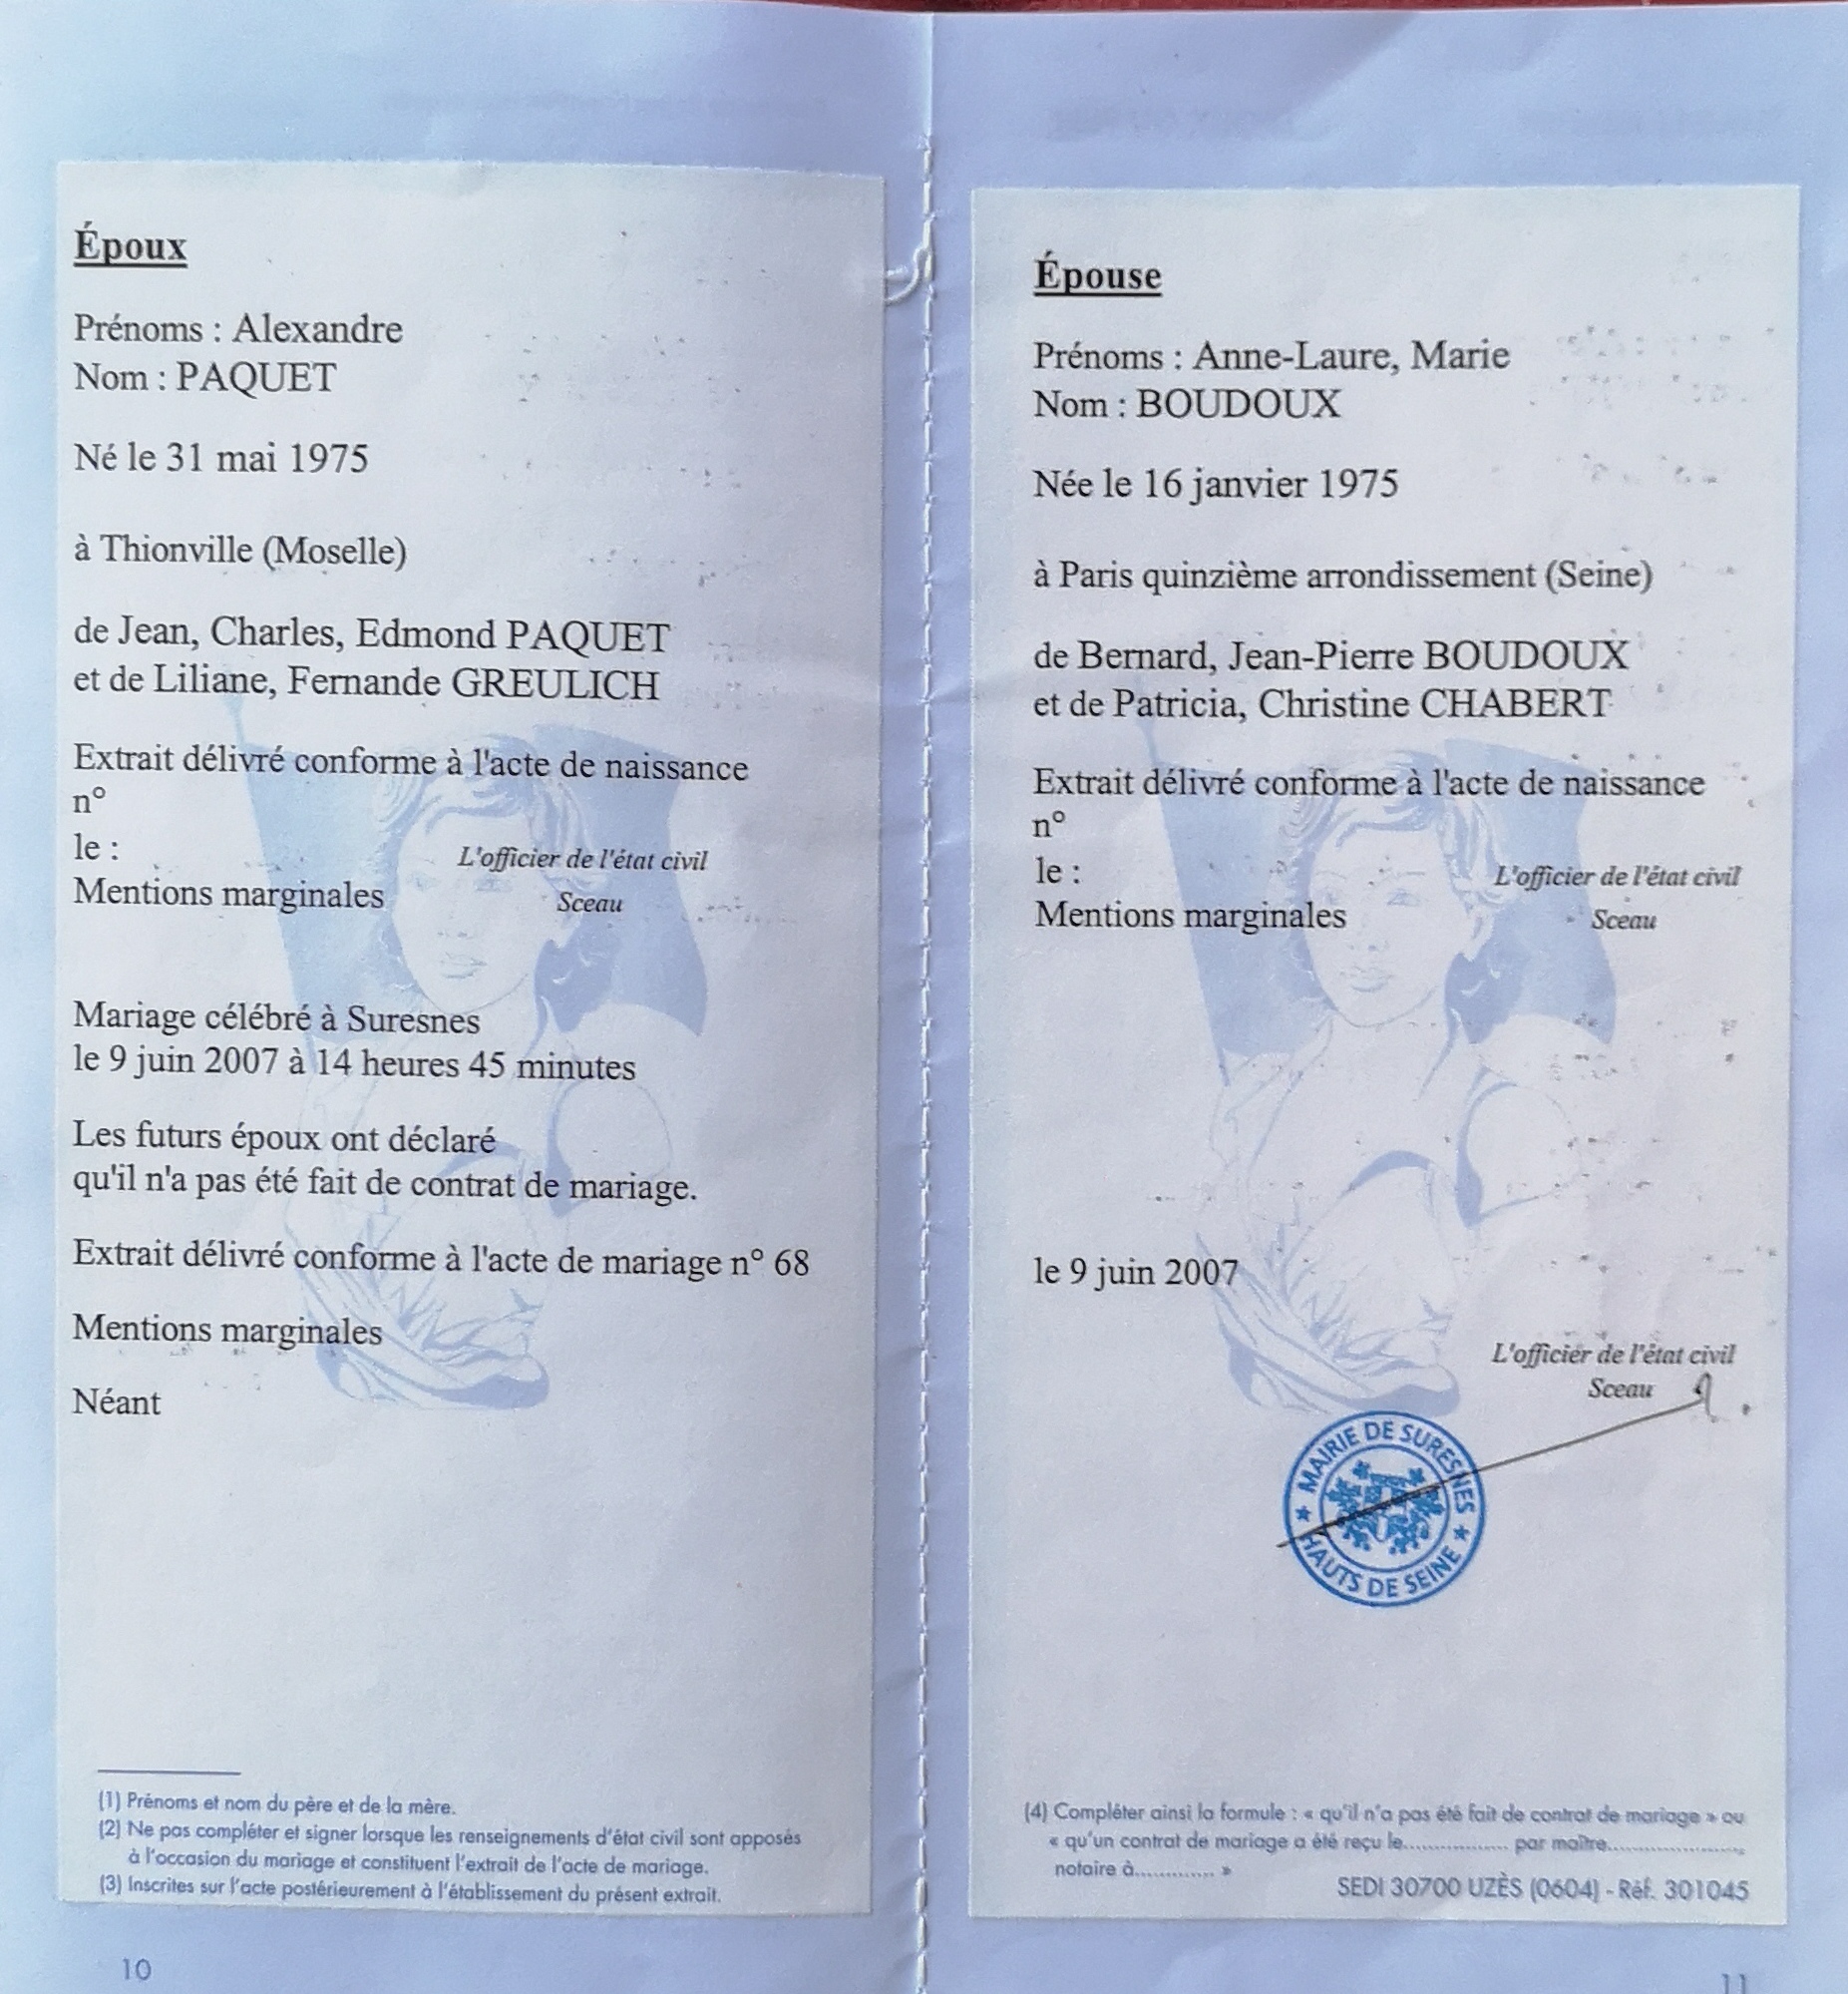 Époux
Prénoms : Alexandre
Nom : PAQUET
Né le 31 mai 1975
à Thionville (Moselle)
de Jean, Charles, Edmond PAQUET
et de Liliane, Fernande GREULICH
Extrait délivré conforme à l'acte de naissance
n°
le :
L'officier de l'état civil
Mentions marginales
Sceau
Mariage célébré à Suresnes
le 9 juin 2007 à 14 heures 45 minutes
Les futurs époux ont déclaré
qu'il n'a pas été fait de contrat de mariage.
Extrait délivré conforme à l'acte de mariage n° 68
Mentions marginales
Néant
(1) Prénoms et nom du père et de la mère.
(2) Ne pas compléter et signer lorsque les renseignements d'état civil sont apposés
à l'occasion du mariage et constituent l'extrait de l'acte de mariage.
(3) Inscrites sur l'acte postérieurement à l'établissement du présent extrait.
10
Épouse
Prénoms : Anne-Laure, Marie
Nom : BOUDOUX
Née le 16 janvier 1975
à Paris quinzième arrondissement (Seine)
de Bernard, Jean-Pierre BOUDOUX
et de Patricia, Christine CHABERT
Extrait délivré conforme à l'acte de naissance
n°
le :
L'officier de l'état civil
Mentions marginales
Sceau
le 9 juin 2007
L'officier de l'état civil
Sceau
MAIRIE DE SURESNES
HAUTS DE SEINE
(4) Compléter ainsi la formule : « qu'il n'a pas été fait de contrat de mariage » ou
« qu'un contrat de mariage a été reçu le................. par maître......................
notaire à............. »
SEDI 30700 UZÈS (0604) - Réf. 301045
11